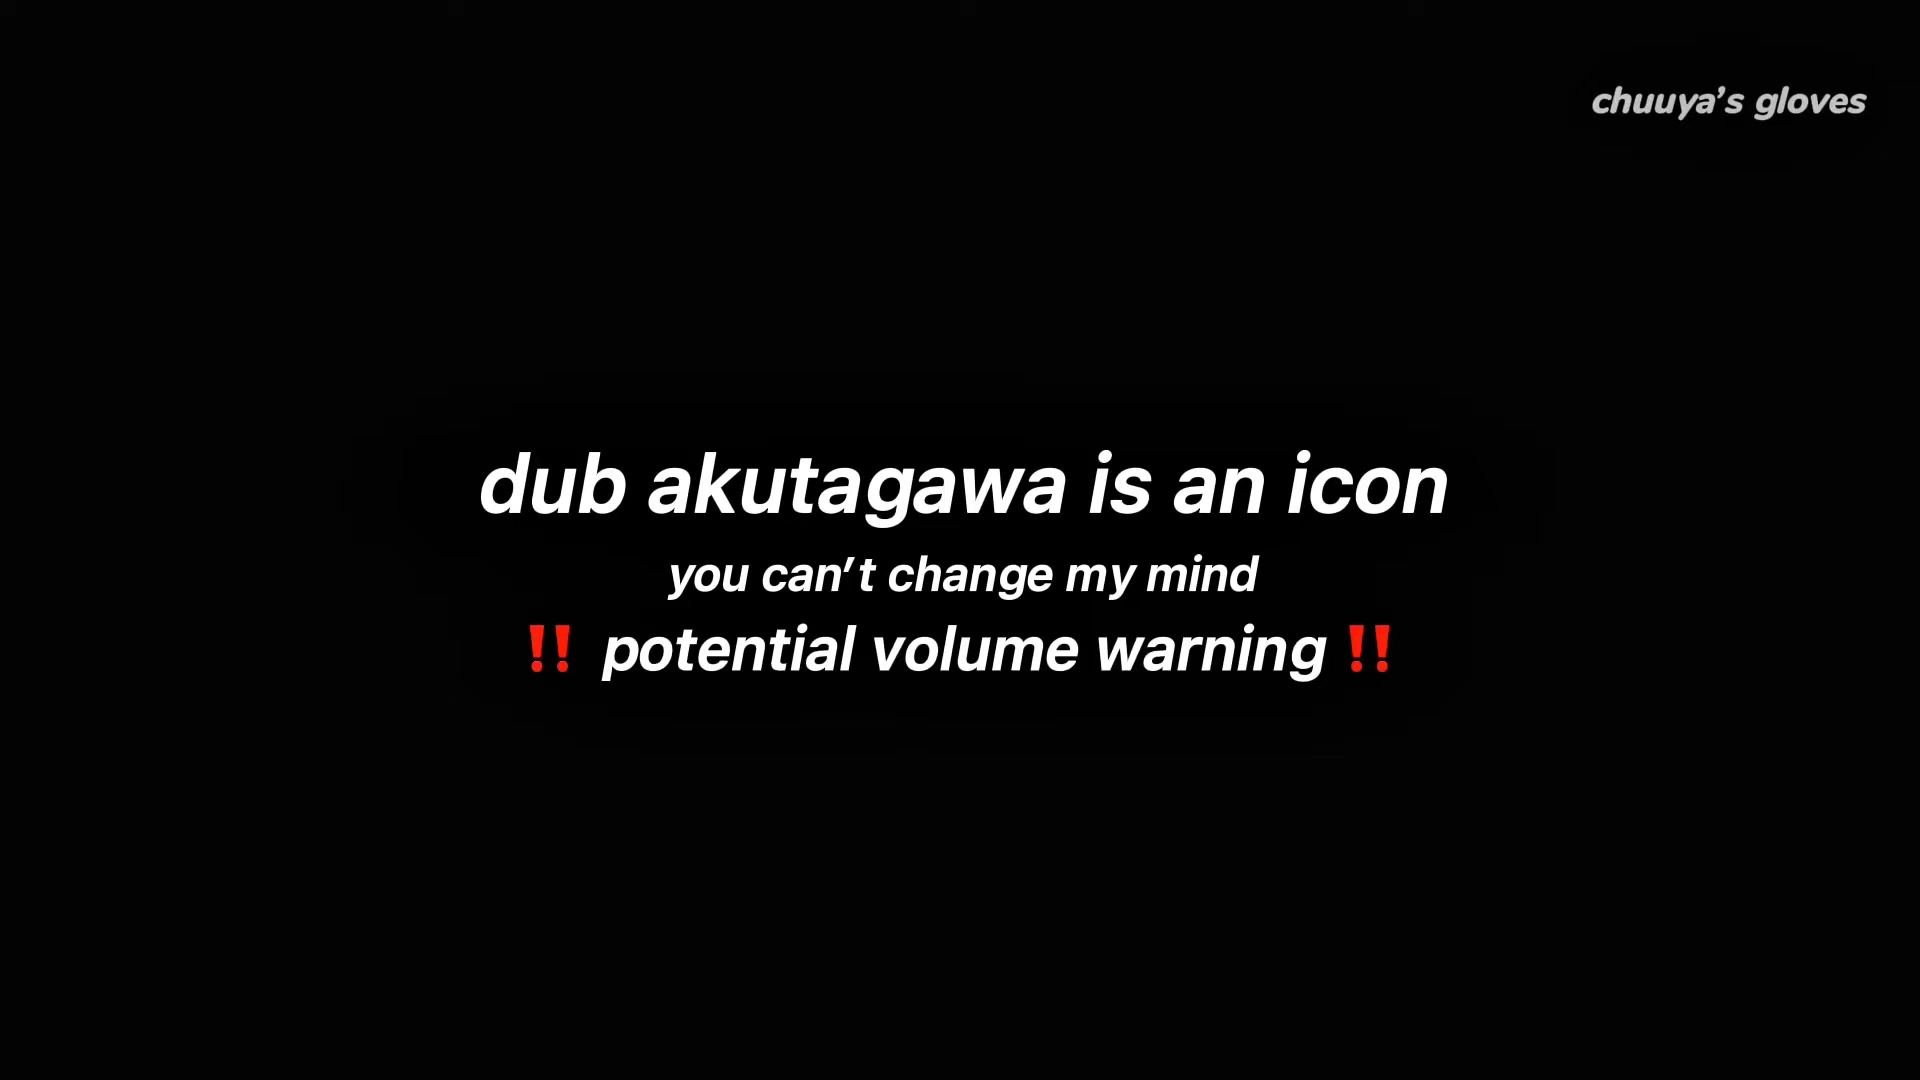 chuuya’s gloves
dub akutagawa is an icon
you can’t change my mind
‼️ potential volume warning ‼️